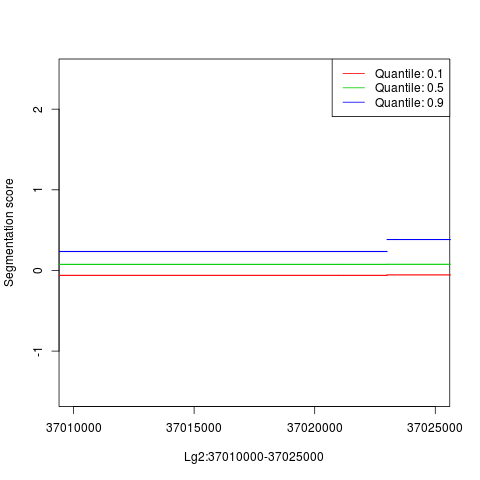 Quantile: 0.1
Quantile: 0.5
Quantile: 0.9
Segmentation score
2
1
0
-1
37010000 37015000 37020000 37025000
Lg2:37010000-37025000